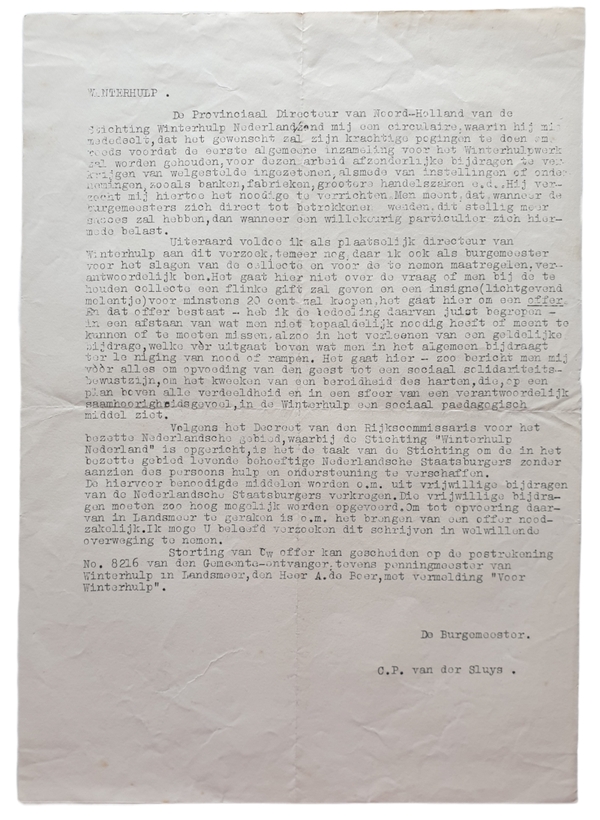 WINTERHULP .
De Provinciaal Directeur van Noord-Holland van de
Stichting Winterhulp Nederland zond mij een circulaire,waarin hij mij
mededeelt,dat het gewenscht zal zijn krachtige pogingen te doen om
reeds voordat de eerste algemeene inzameling voor het Winterhulpwerk
zal worden gehouden,voor dezen arbeid afzonderlijke bijdragen te ver-
krijgen van welgestelde ingezetenen,alsmede van instellingen of onder
nemingen,zooals banken,fabrieken,grootere handelszaken e.d..Hij ver-
zocht mij hiertoe het noodige te verrichten.Men meent,dat wanneer de
burgemeesters zich direct tot betrokkenen wenden,dit stellig meer
succes zal hebben,dan wanneer een willekeurig particulier zich hier-
mede belast.
Uiteraard voldoe ik als plaatselijk directeur van
Winterhulp aan dit verzoek,temeer nog,daar ik ook als burgemeester
voor het slagen van de collecte en voor de te nemen maatregelen,ver-
antwoordelijk ben.Het gaat hier niet over de vraag of men bij de te
houden collecte een flinke gift zal geven en een insigne(lichtgevend
molentje)voor minstens 20 cent zal koopen,het gaat hier om een offer.
En dat offer bestaat - heb ik de bedoeling daarvan juist begrepen -
in een afstaan van wat men niet bepaaldelijk noodig heeft of meent te
kunnen of te moeten missen,alzoo in het verleenen van een geldelijke
bijdrage,welke vèr uitgaat boven wat men in het algemeen bijdraagt
ter le niging van nood of rampen. Het gaat hier - zoo bericht men mij
vòòr alles om opvoeding van den geest tot een sociaal solidariteits-
bewustzijn,om het kweeken van een bereidheid des harten,die,op een
plan boven alle verdeeldheid en in een sfeer van een verantwoordelijk
saamhoorigheidsgevoel,in de Winterhulp een sociaal paedagogisch
middel ziet.
Volgens het Decreet van den Rijkscommissaris voor het
bezette Nederlandsche gebied,waarbij de Stichting "Winterhulp
Nederland" is opgericht,is het de taak van de Stichting om de in het
bezette gebied levende behoeftige Nederlandsche Staatsburgers zonder
aanzien des persoons hulp en ondersteuning te verschaffen.
De hiervoor benoodigde middelen worden o.m. uit vrijwillige bijdragen
van de Nederlandsche Staatsburgers verkregen.Die vrijwillige bijdra-
gen moeten zoo hoog mogelijk worden opgevoerd.Om tot opvoering daar-
van in Landsmeer te geraken is o.m. het brengen van een offer nood-
zakelijk.Ik moge U beleefd verzoeken dit schrijven in welwillende
overweging te nemen.
Storting van Uw offer kan gescheiden op de postrekening
No. 8216 van den Gemeente-ontvanger,tevens penningmeester van
Winterhulp in Landsmeer,den Heer A.de Boer,met vermelding "Voor
Winterhulp".
De Burgemeester.
C.P. van der Sluys .